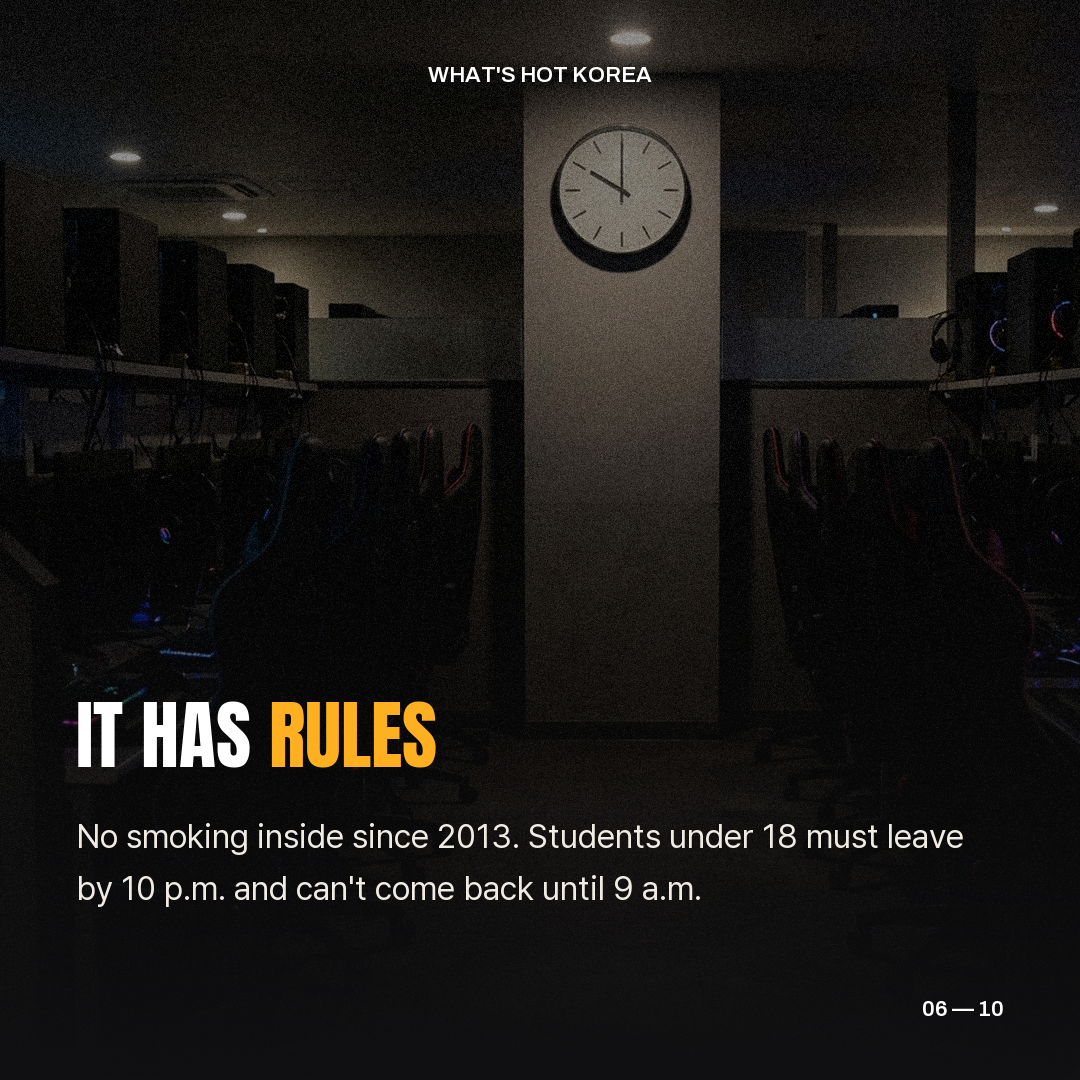 WHAT'S HOT KOREA
IT HAS RULES
No smoking inside since 2013. Students under 18 must leave
by 10 p.m. and can't come back until 9 a.m.
06 — 10